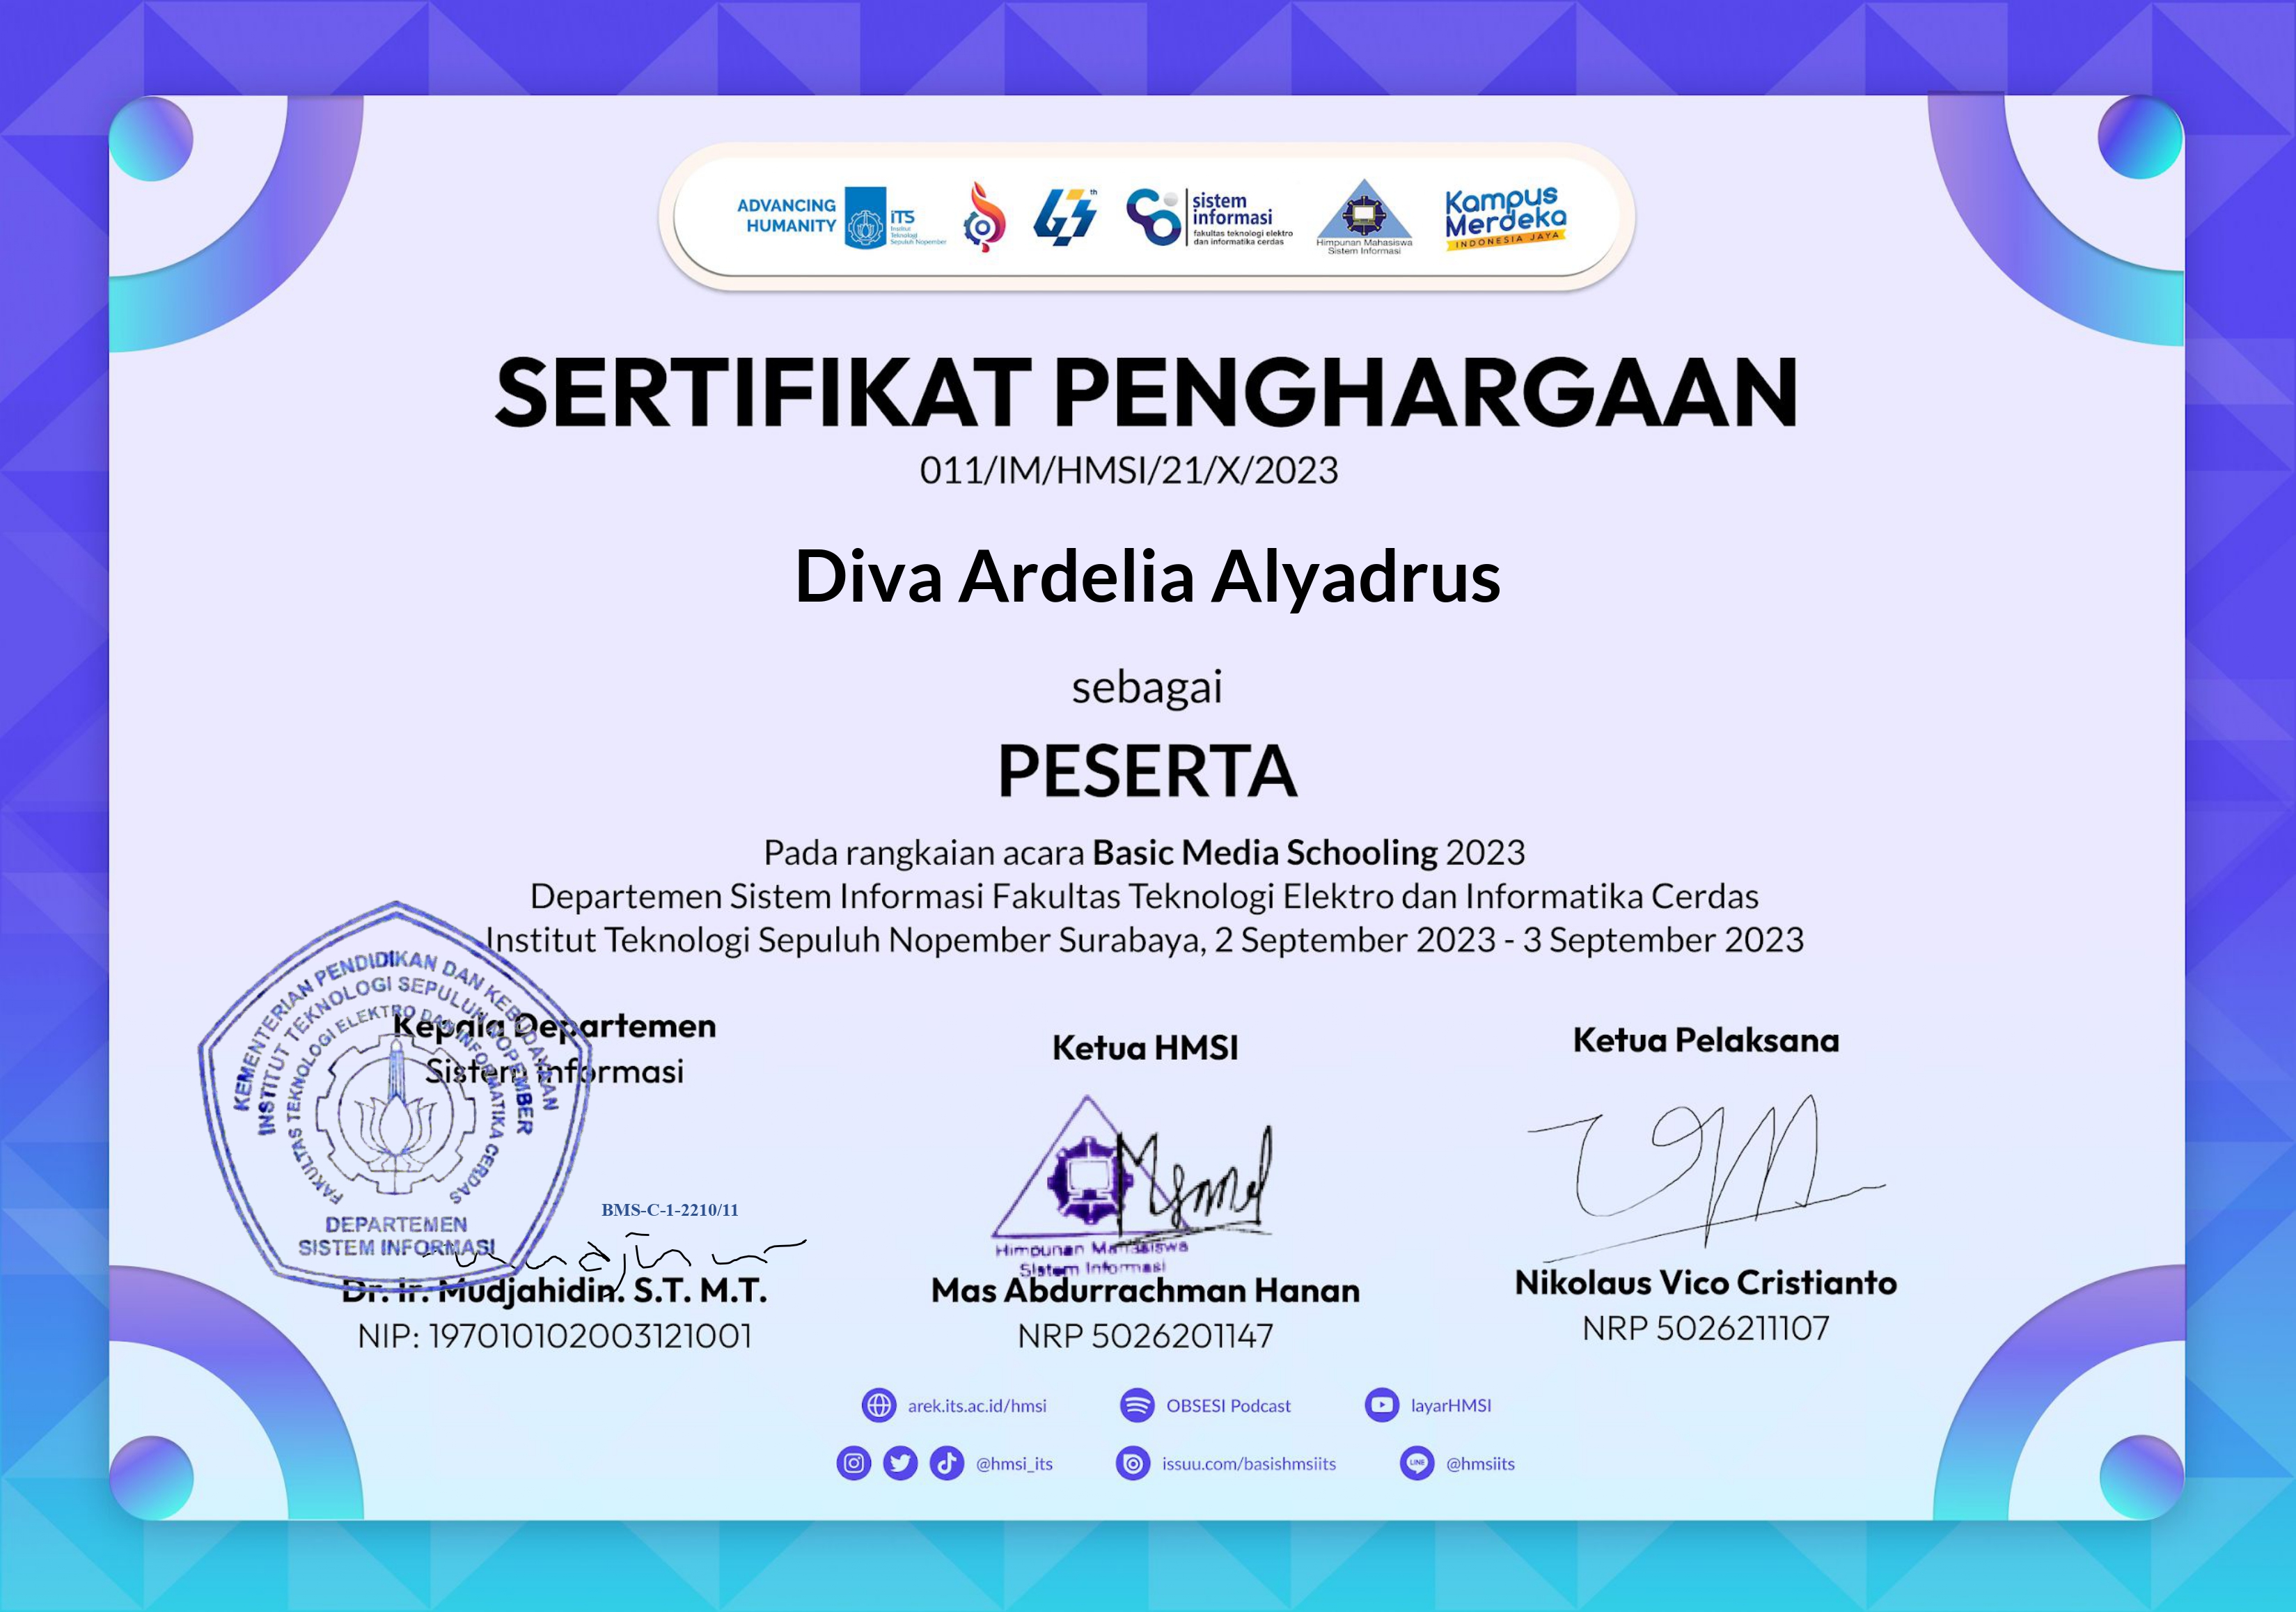 ADVANCING
HUMANITY
iTS
Institut
Teknologi
Sepuluh Nopember
th
sistem
informasi
fakultas teknologi elektro
dan informatika cerdas
Himpunan Mahasiswa
Sistem Informasi
Kampus
Merdeka
INDONESIA JAYA
SERTIFIKAT PENGHARGAAN
011/IM/HMSI/21/X/2023
Diva Ardelia Alyadrus
sebagai
PESERTA
Pada rangkaian acara Basic Media Schooling 2023
Departemen Sistem Informasi Fakultas Teknologi Elektro dan Informatika Cerdas
Institut Teknologi Sepuluh Nopember Surabaya, 2 September 2023 - 3 September 2023
KEMENTERIAN PENDIDIKAN DAN KEBUDAYAAN
INSTITUT TEKNOLOGI SEPULUH NOPEMBER
FAKULTAS TEKNOLOGI ELEKTRO DAN INFORMATIKA CERDAS
DEPARTEMEN
SISTEM INFORMASI
Kepala Departemen
Sistem Informasi
BMS-C-1-2210/11
Dr. Ir. Mudjahidin. S.T. M.T.
NIP: 197010102003121001
Ketua HMSI
Himpunan Mahasiswa
Sistem Informasi
Mas Abdurrachman Hanan
NRP 5026201147
Ketua Pelaksana
Nikolaus Vico Cristianto
NRP 5026211107
arek.its.ac.id/hmsi
OBSESI Podcast
layarHMSI
@hmsi_its
issuu.com/basishmsiits
LINE
@hmsiits